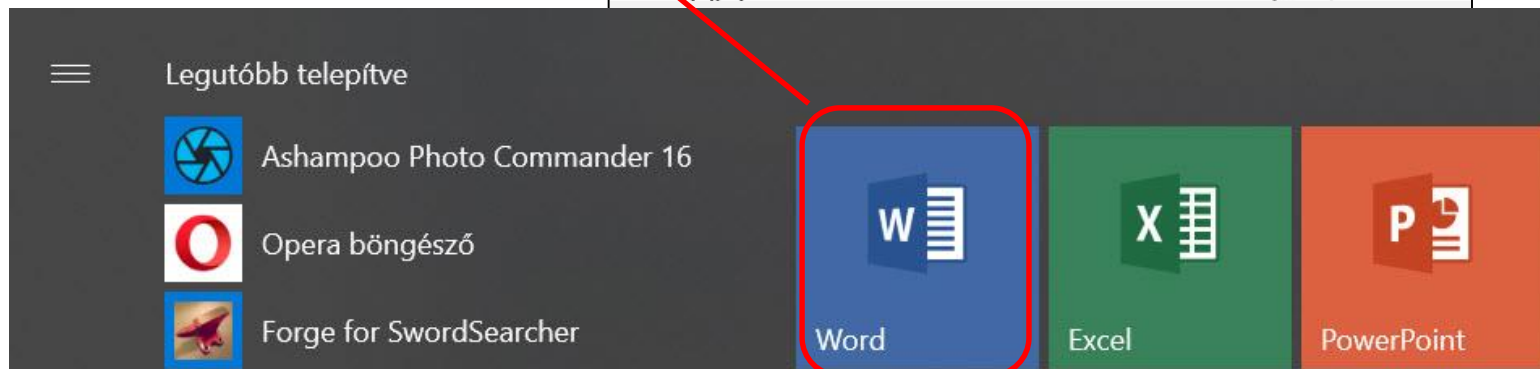 Legutóbb telepítve
Ashampoo Photo Commander 16
Opera böngésző
Forge for SwordSearcher
W
Word
X
Excel
P
PowerPoint